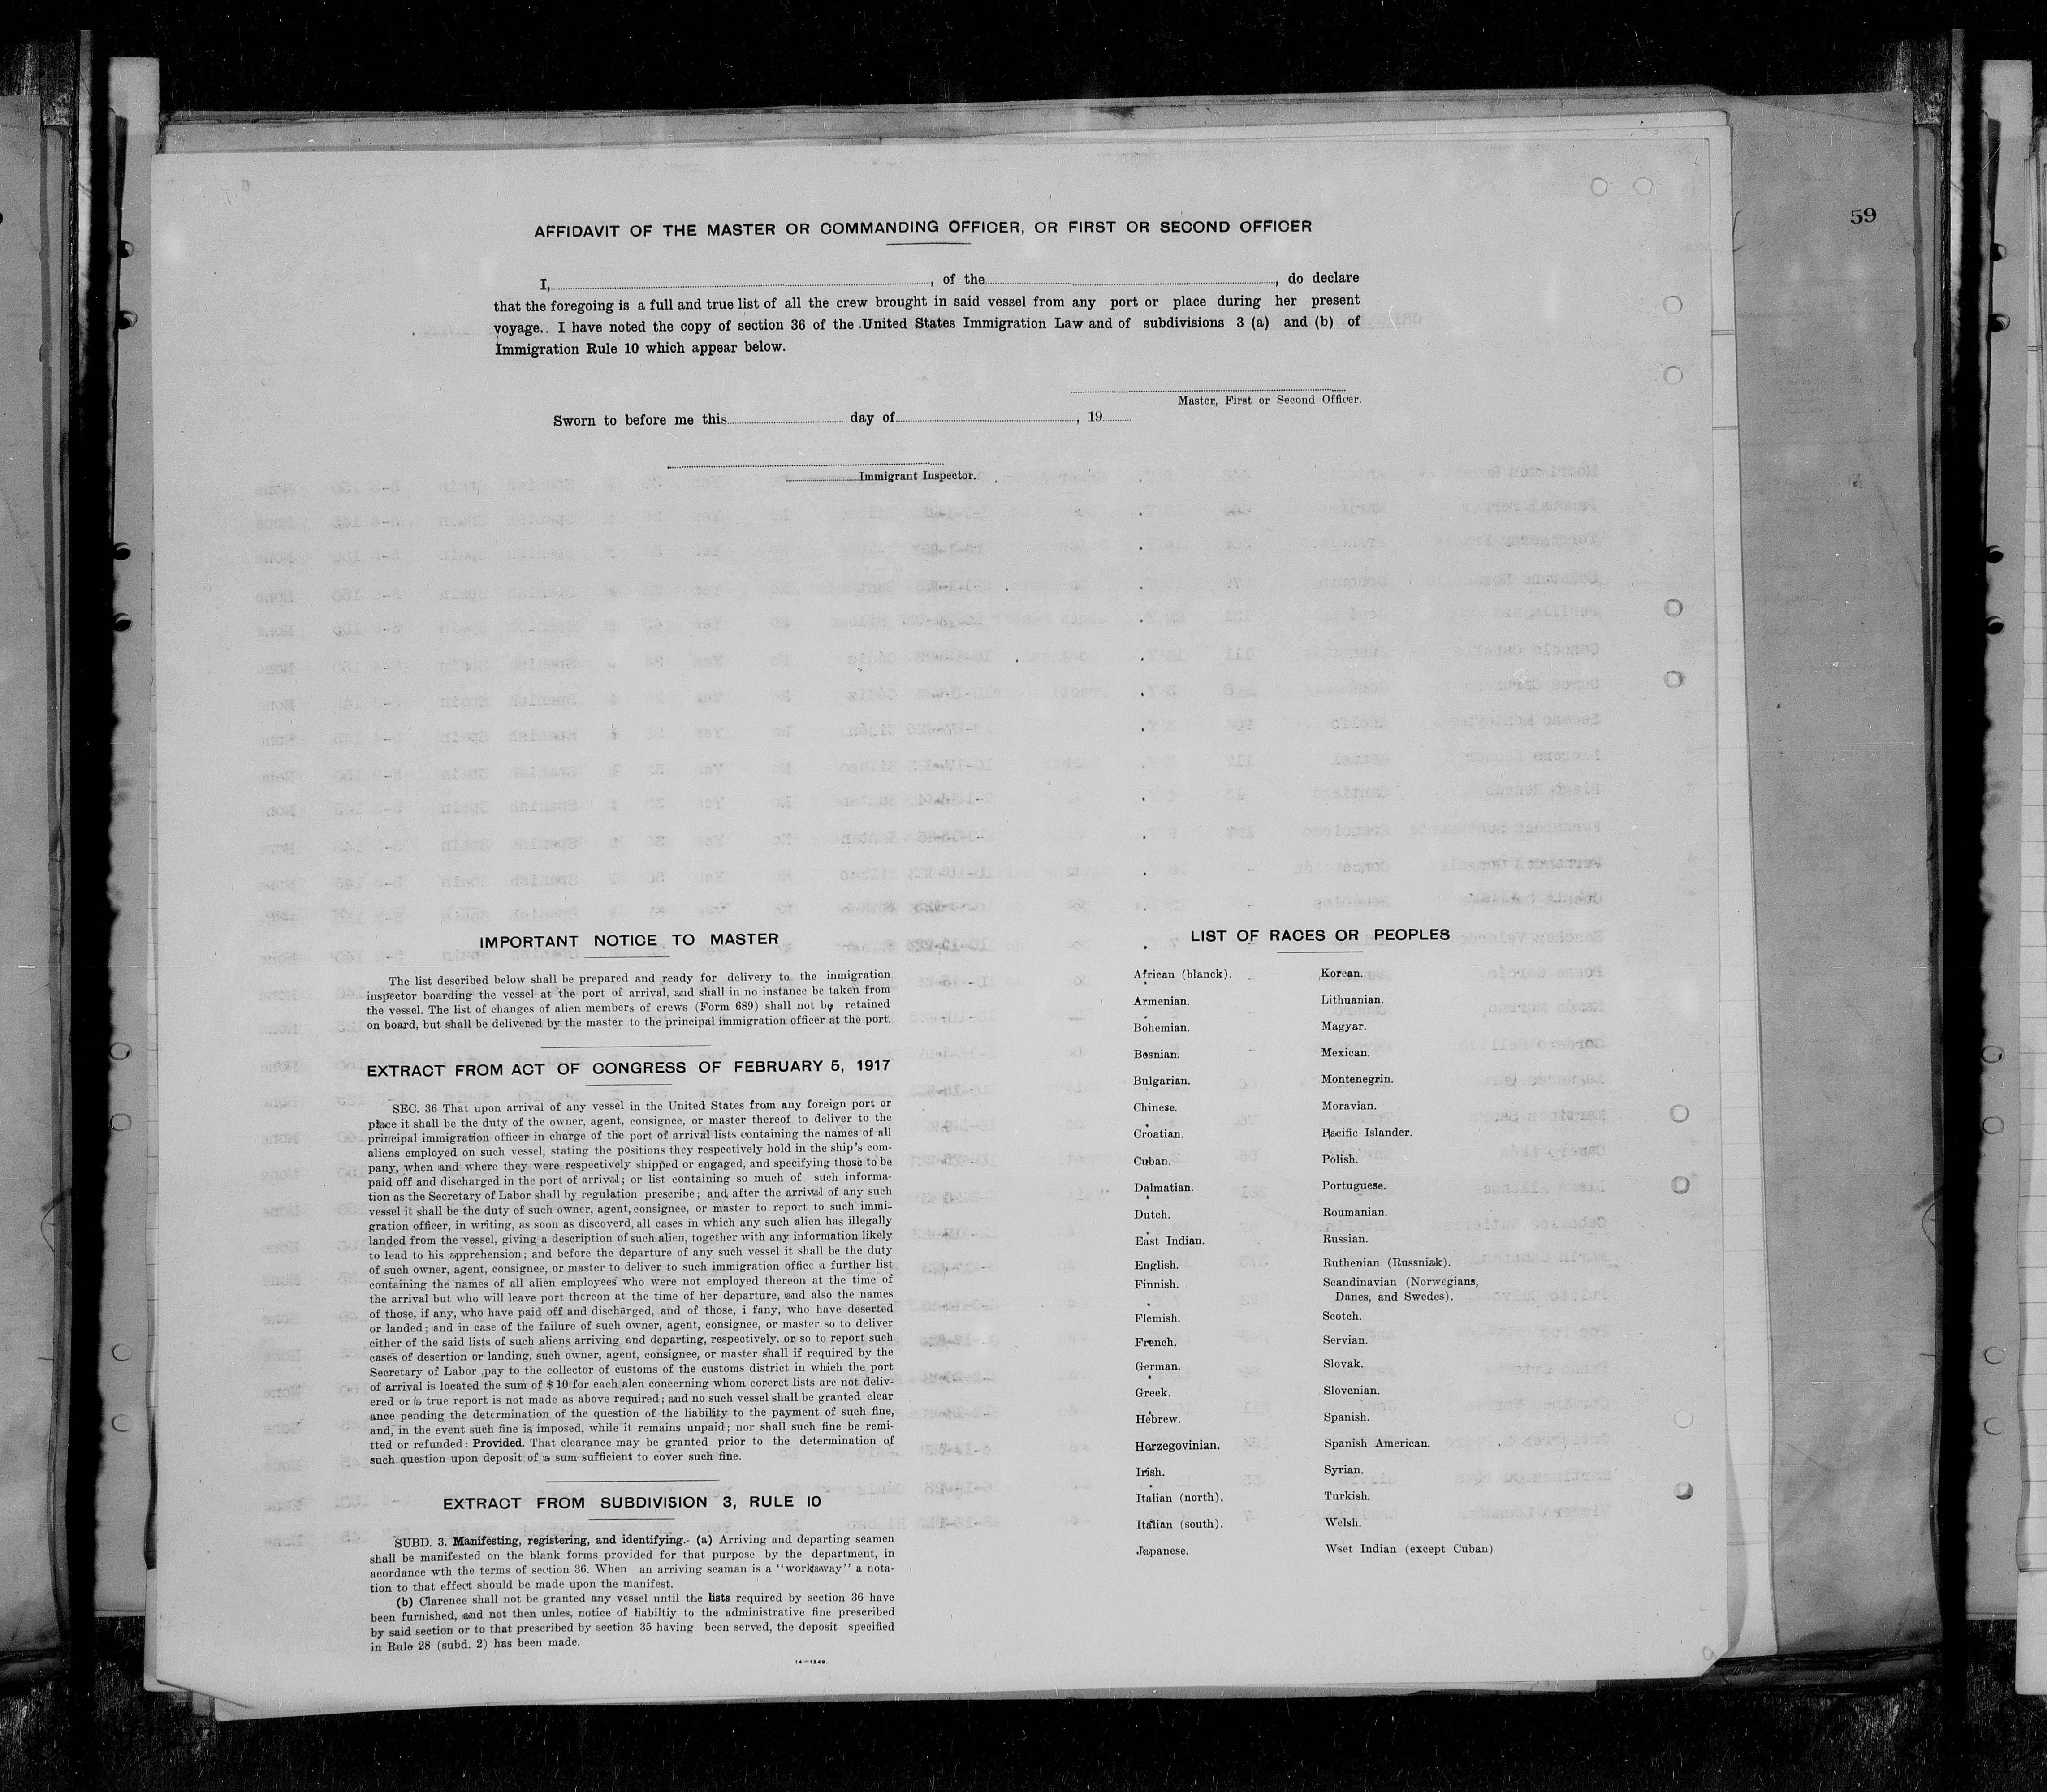 59
AFFIDAVIT OF THE MASTER OR COMMANDING OFFICER, OR FIRST OR SECOND OFFICER
I, , of the , do declare
that the foregoing is a full and true list of all the crew brought in said vessel from any port or place during her present
voyage.. I have noted the copy of section 36 of the United States Immigration Law and of subdivisions 3 (a) and (b) of
Immigration Rule 10 which appear below.
Master, First or Second Officer.
Sworn to before me this day of , 19
Immigrant Inspector.
IMPORTANT NOTICE TO MASTER
The list described below shall be prepared and ready for delivery to the inmigration
inspector boarding the vessel at the port of arrival, and shall in no instance be taken from
the vessel. The list of changes of alien members of crews (Form 689) shall not be retained
on board, but shall be delivered by the master to the principal immigration officer at the port.
EXTRACT FROM ACT OF CONGRESS OF FEBRUARY 5, 1917
SEC. 36 That upon arrival of any vessel in the United States from any foreign port or
place it shall be the duty of the owner, agent, consignee, or master thereof to deliver to the
principal immigration officer in charge of the port of arrival lists containing the names of all
aliens employed on such vessel, stating the positions they respectively hold in the ship's com-
pany, when and where they were respectively shipped or engaged, and specifying those to be
paid off and discharged in the port of arrival; or list containing so much of such informa-
tion as the Secretary of Labor shall by regulation prescribe; and after the arrival of any such
vessel it shall be the duty of such owner, agent, consignee, or master to report to such immi-
gration officer, in writing, as soon as discoverd, all cases in which any such alien has illegally
landed from the vessel, giving a description of such alien, together with any information likely
to lead to his apprehension; and before the departure of any such vessel it shall be the duty
of such owner, agent, consignee, or master to deliver to such immigration office a further list
containing the names of all alien employees who were not employed thereon at the time of
the arrival but who will leave port thereon at the time of her departure, and also the names
of those, if any, who have paid off and discharged, and of those, i fany, who have deserted
or landed; and in case of the failure of such owner, agent, consignee, or master so to deliver
either of the said lists of such aliens arriving and departing, respectively. or so to report such
cases of desertion or landing, such owner, agent, consignee, or master shall if required by the
Secretary of Labor ,pay to the collector of customs of the customs district in which the port
of arrival is located the sum of $10 for each alen concerning whom coreret lists are not deliv-
ered or a true report is not made as above required; and no such vessel shall be granted clear
ance pending the determination of the question of the liability to the payment of such fine,
and, in the event such fine is imposed, while it remains unpaid; nor shall such fine be remi-
tted or refunded: Provided. That clearance may be granted prior to the determination of
such question upon deposit of a sum sufficient to cover such fine.
EXTRACT FROM SUBDIVISION 3, RULE 10
SUBD. 3. Manifesting, registering, and identifying.- (a) Arriving and departing seamen
shall be manifested on the blank forms provided for that purpose by the department, in
acordance wth the terms of section 36. When an arriving seaman is a "workaway" a nota-
tion to that effect should be made upon the manifest.
(b) Clarence shall not be granted any vessel until the lists required by section 36 have
been furnished, and not then unles, notice of liabiltiy to the administrative fine prescribed
by said section or to that prescribed by section 35 having been served, the deposit specified
in Rule 28 (subd. 2) has been made.
14—1240.
LIST OF RACES OR PEOPLES
African (blanck).
Armenian.
Bohemian.
Bosnian.
Bulgarian.
Chinese.
Croatian.
Cuban.
Dalmatian.
Dutch.
East Indian.
English.
Finnish.
Flemish.
French.
German.
Greek.
Hebrew.
Herzegovinian.
Irish.
Italian (north).
Italian (south).
Japanese.
Korean.
Lithuanian.
Magyar.
Mexican.
Montenegrin.
Moravian.
Pacific Islander.
Polish.
Portuguese.
Roumanian.
Russian.
Ruthenian (Russniak).
Scandinavian (Norwegians,
Danes, and Swedes).
Scotch.
Servian.
Slovak.
Slovenian.
Spanish.
Spanish American.
Syrian.
Turkish.
Welsh.
Wset Indian (except Cuban)